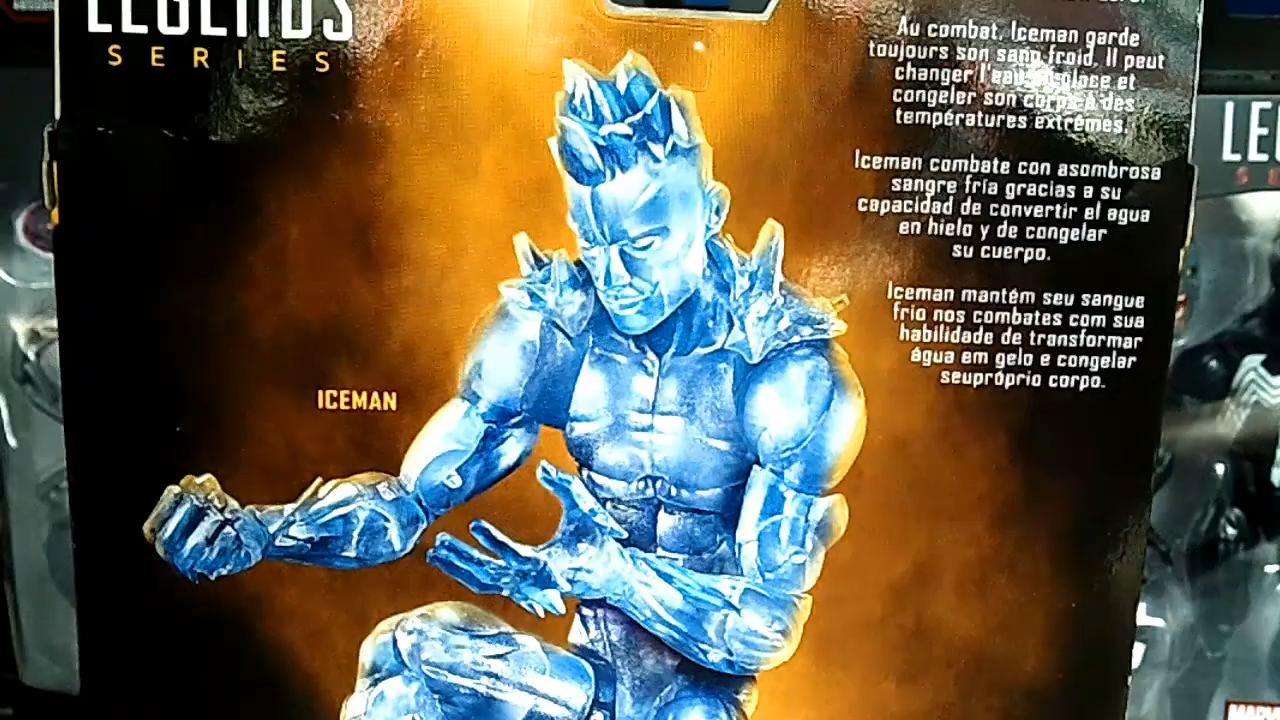 LEGENDS
SERIES
Au combat, Iceman garde
toujours son sang froid. Il peut
changer l'eau glace et
congeler son corps à des
températures extrêmes.
Iceman combate con asombrosa
sangre fría gracias a su
capacidad de convertir el agua
en hielo y de congelar
su cuerpo.
Iceman mantém seu sangue
frio nos combates com sua
habilidade de transformar
água em gelo e congelar
seupróprio corpo.
ICEMAN
LE
MARVEL